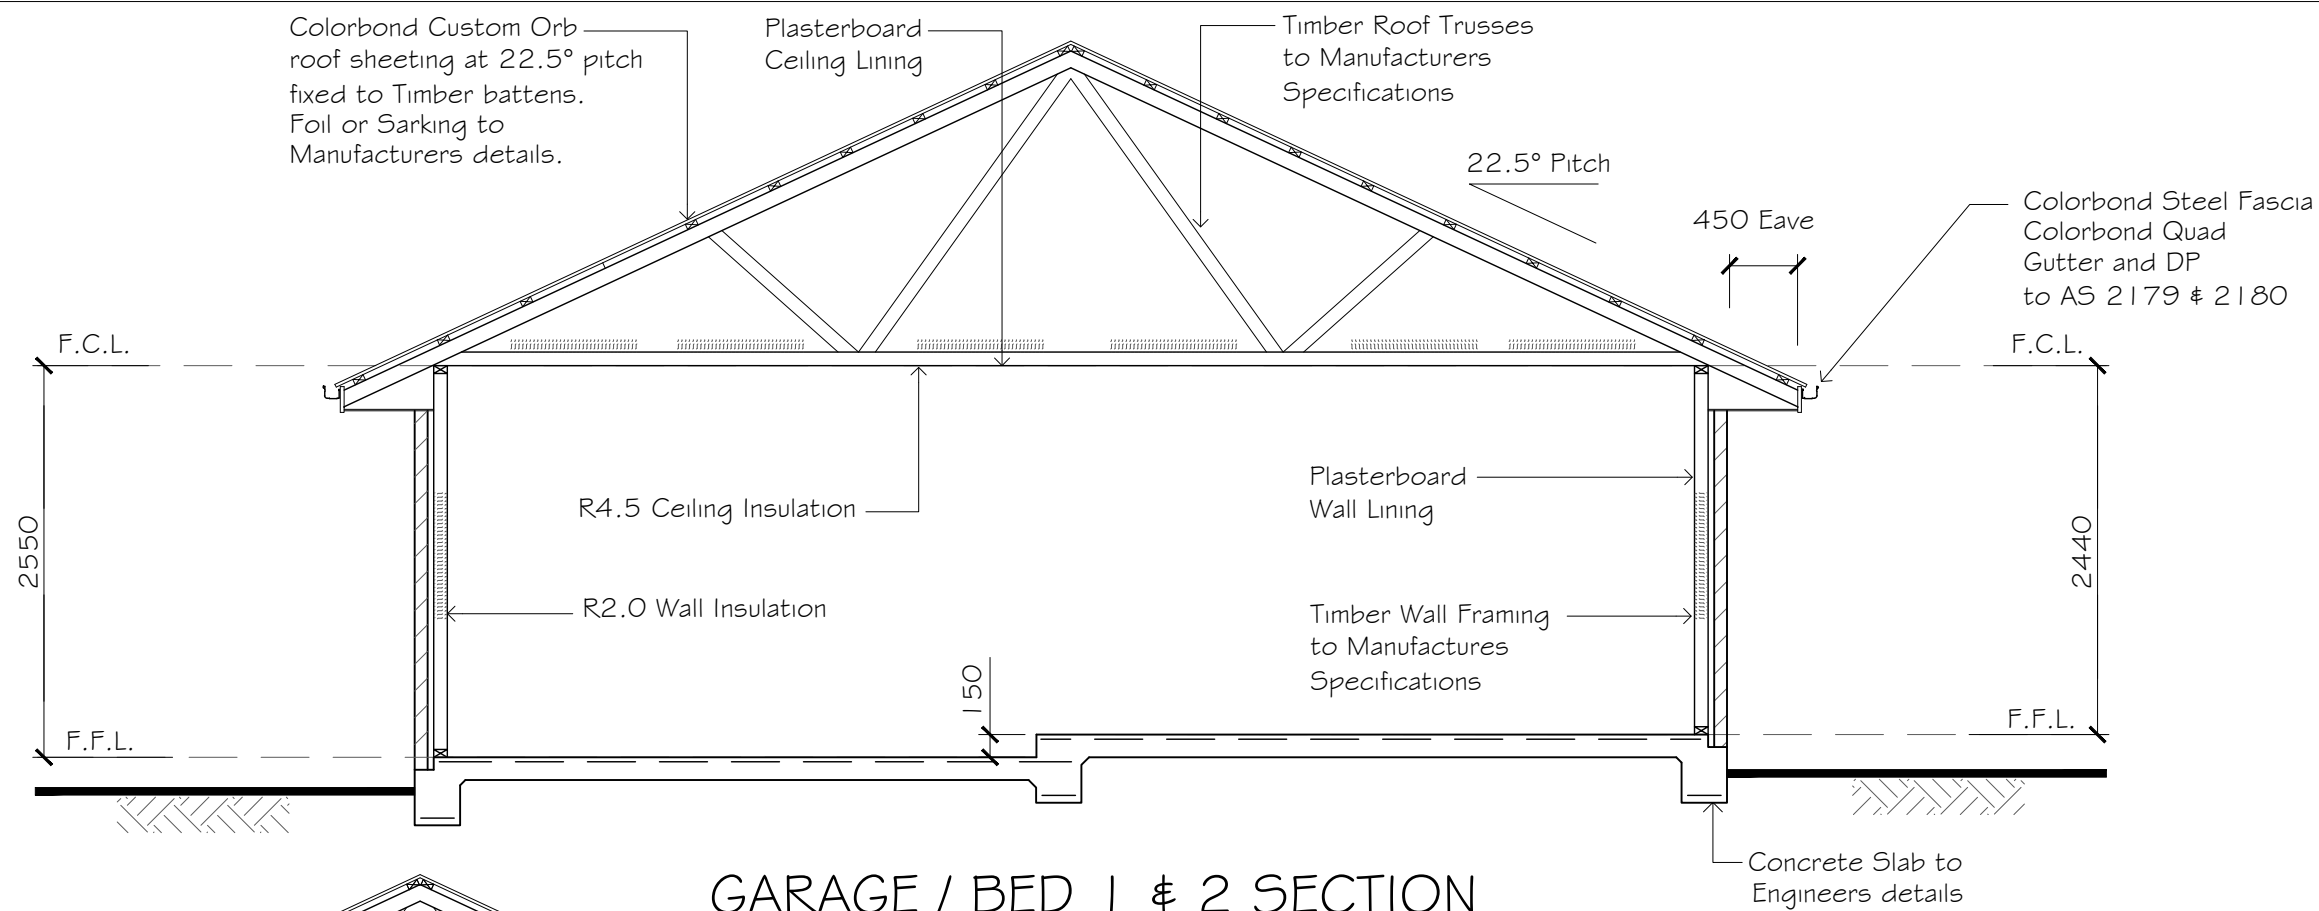 Colorbond Custom Orb
roof sheeting at 22.5° pitch
fixed to Timber battens.
Foil or Sarking to
Manufacturers details.
Plasterboard
Ceiling Lining
Timber Roof Trusses
to Manufacturers
Specifications
22.5° Pitch
450 Eave
Colorbond Steel Fascia
Colorbond Quad
Gutter and DP
to AS 2179 & 2180
F.C.L.
F.C.L.
2550
R4.5 Ceiling Insulation
Plasterboard
Wall Lining
2440
R2.0 Wall Insulation
Timber Wall Framing
to Manufactures
Specifications
150
F.F.L.
F.F.L.
Concrete Slab to
Engineers details
GARAGE / BED 1 & 2 SECTION